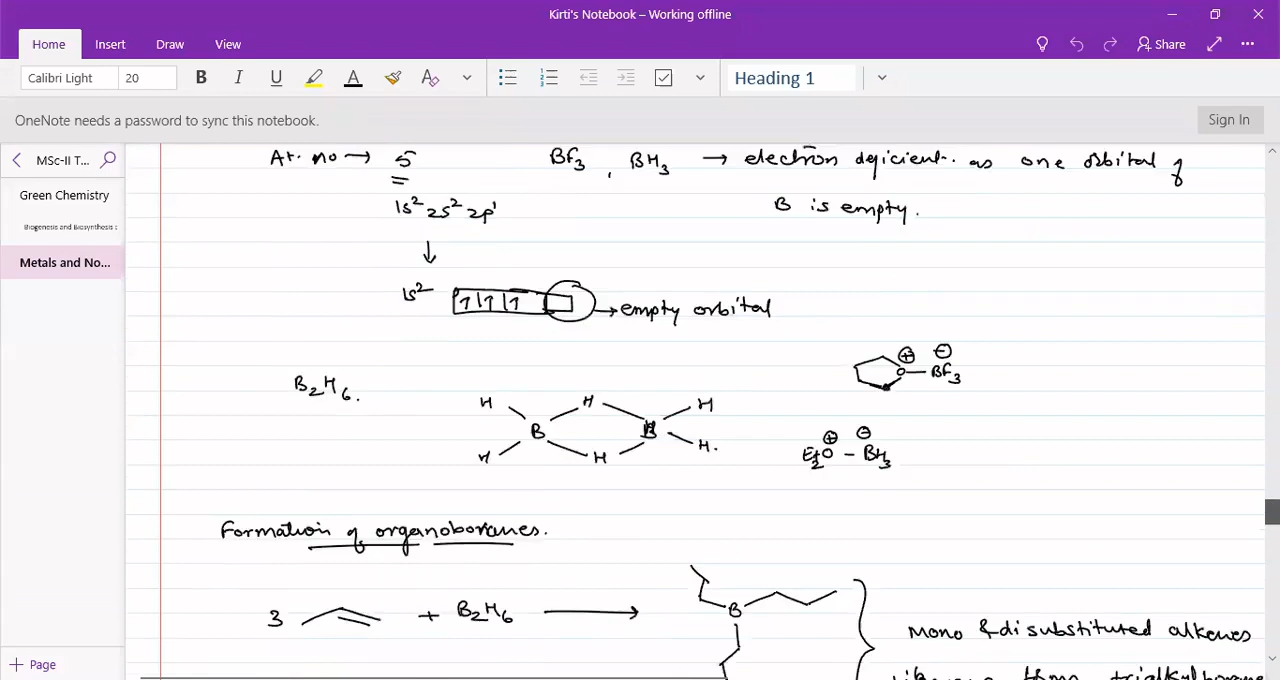 Kirti's Notebook – Working offline
Home Insert Draw View
Share
Calibri Light 20 B I U A A Heading 1
OneNote needs a password to sync this notebook.
Sign In
MSc-II T...
Green Chemistry
Biogenesis and Biosynthesis
Metals and No...
Page
At. no → 5
1s² 2s² 2p¹
BF3, BH3 → electron deficient. as one orbital of
B is empty.
1s²
→ empty orbital
B2H6.
H H H
B B
H H H.
⊕ ⊖
O – BF3
⊕ ⊖
Et2O – BH3
Formation of organoboranes.
3 + B2H6 →
B
Mono & disubstituted alkenes